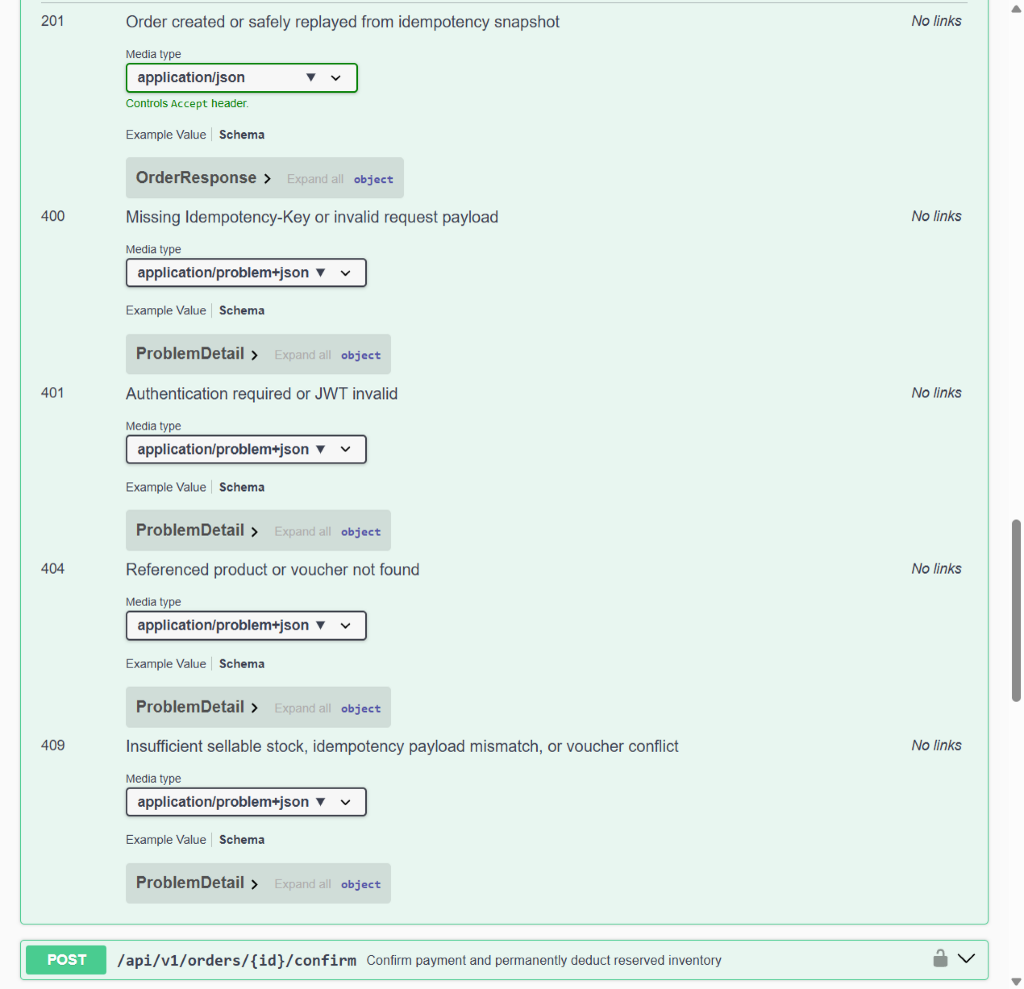 201 Order created or safely replayed from idempotency snapshot No links
Media type
application/json
Controls Accept header.
Example Value Schema
OrderResponse Expand all object
400 Missing Idempotency-Key or invalid request payload No links
Media type
application/problem+json
Example Value Schema
ProblemDetail Expand all object
401 Authentication required or JWT invalid No links
Media type
application/problem+json
Example Value Schema
ProblemDetail Expand all object
404 Referenced product or voucher not found No links
Media type
application/problem+json
Example Value Schema
ProblemDetail Expand all object
409 Insufficient sellable stock, idempotency payload mismatch, or voucher conflict No links
Media type
application/problem+json
Example Value Schema
ProblemDetail Expand all object
POST /api/v1/orders/{id}/confirm Confirm payment and permanently deduct reserved inventory